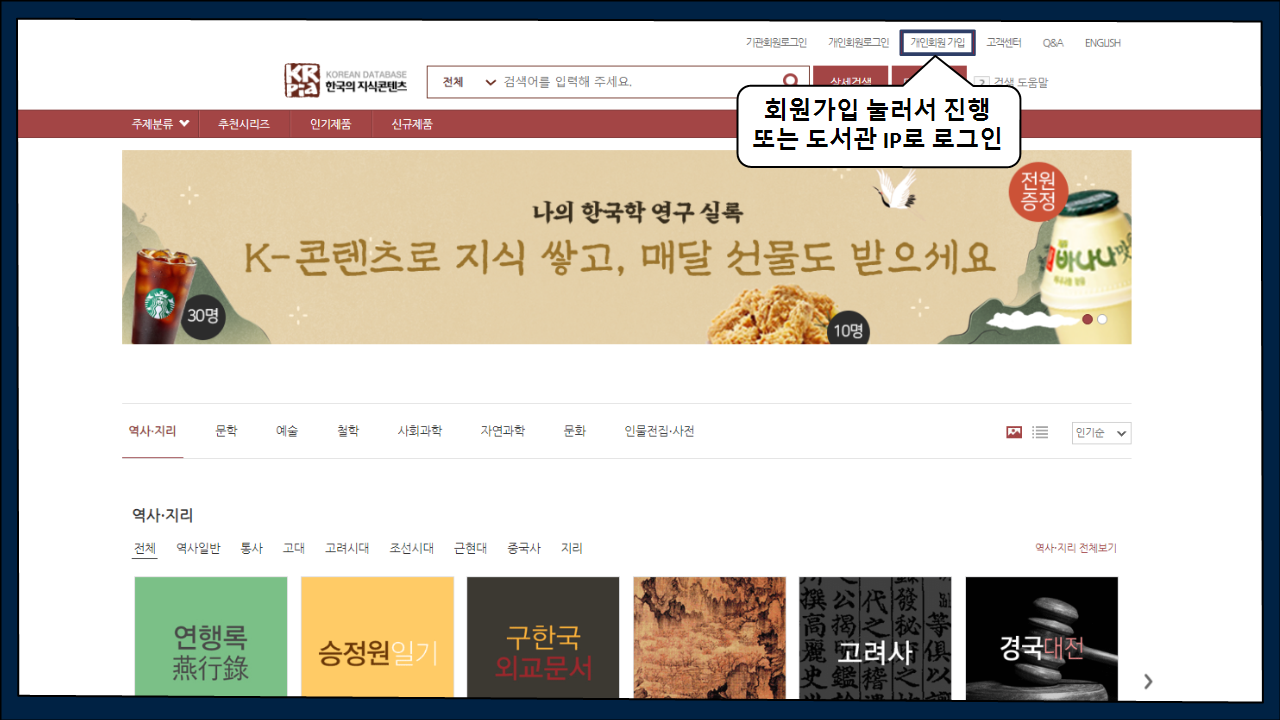 기관회원로그인 개인회원로그인 개인회원 가입 고객센터 Q&A ENGLISH
KRpia KOREAN DATABASE
한국의 지식콘텐츠
전체 검색어를 입력해 주세요. 상세검색 ? 검색 도움말
회원가입 눌러서 진행
또는 도서관 IP로 로그인
주제분류 추천시리즈 인기제품 신규제품
나의 한국학 연구 실록
K-콘텐츠로 지식 쌓고, 매달 선물도 받으세요
전원
증정
바나나맛
30명
10명
역사·지리 문학 예술 철학 사회과학 자연과학 문화 인물전집·사전 인기순
역사·지리
전체 역사일반 통사 고대 고려시대 조선시대 근현대 중국사 지리 역사·지리 전체보기
연행록
燕行錄
승정원일기
구한국
외교문서
고려사
경국대전